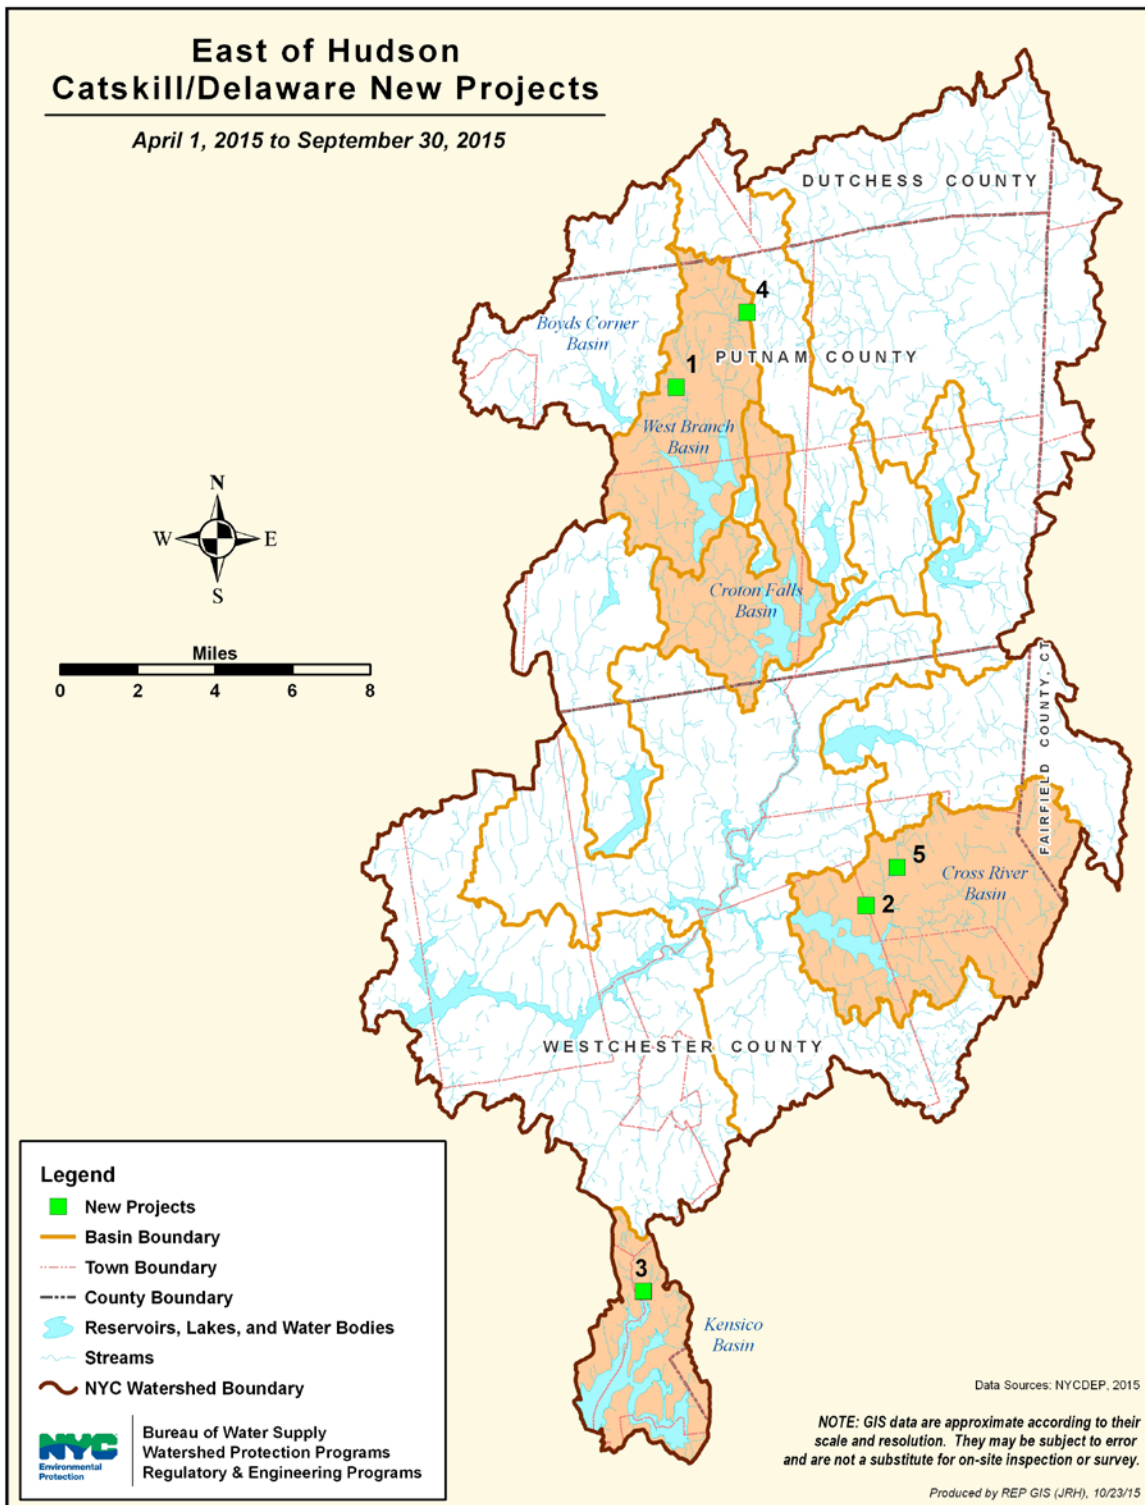 East of Hudson
Catskill/Delaware New Projects
April 1, 2015 to September 30, 2015
DUTCHESS COUNTY
4
Boyds Corner
Basin
PUTNAM COUNTY
1
West Branch
Basin
N
W
E
S
Croton Falls
Basin
Miles
0 2 4 6 8
FAIRFIELD COUNTY, CT
5
Cross River
Basin
2
WESTCHESTER COUNTY
3
Kensico
Basin
Legend
New Projects
Basin Boundary
Town Boundary
County Boundary
Reservoirs, Lakes, and Water Bodies
Streams
NYC Watershed Boundary
NYC
Environmental
Protection
Bureau of Water Supply
Watershed Protection Programs
Regulatory & Engineering Programs
Data Sources: NYCDEP, 2015
NOTE: GIS data are approximate according to their
scale and resolution. They may be subject to error
and are not a substitute for on-site inspection or survey.
Produced by REP GIS (JRH), 10/23/15